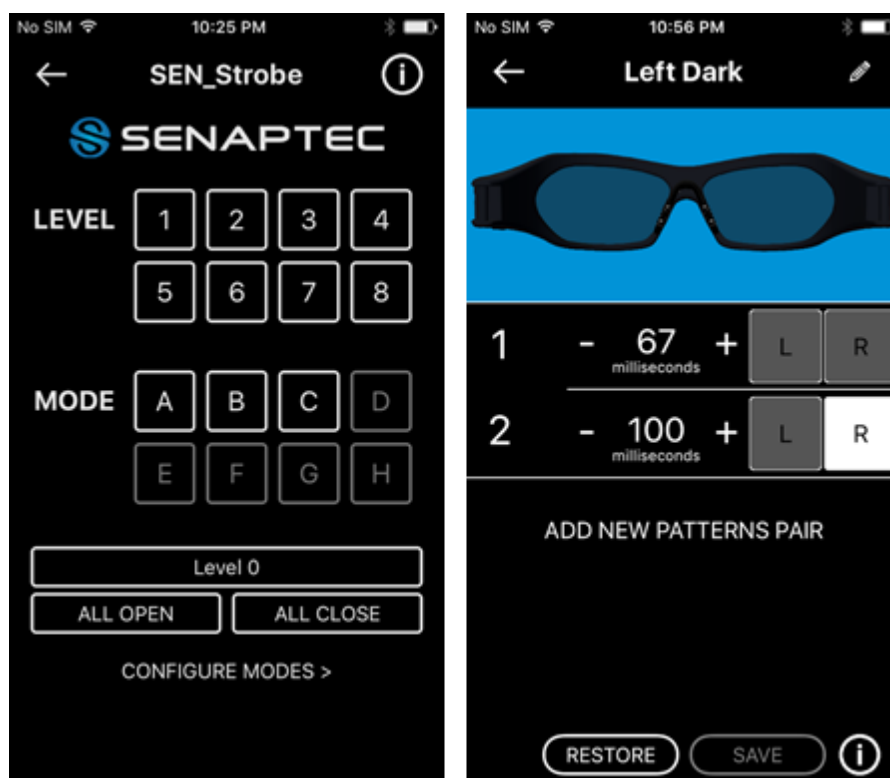 No SIM 10:25 PM
SEN_Strobe
SENAPTEC
LEVEL 1 2 3 4
5 6 7 8
MODE A B C D
E F G H
Level 0
ALL OPEN ALL CLOSE
CONFIGURE MODES >
No SIM 10:56 PM
Left Dark
1 - 67 + L R
milliseconds
2 - 100 + L R
milliseconds
ADD NEW PATTERNS PAIR
RESTORE SAVE i